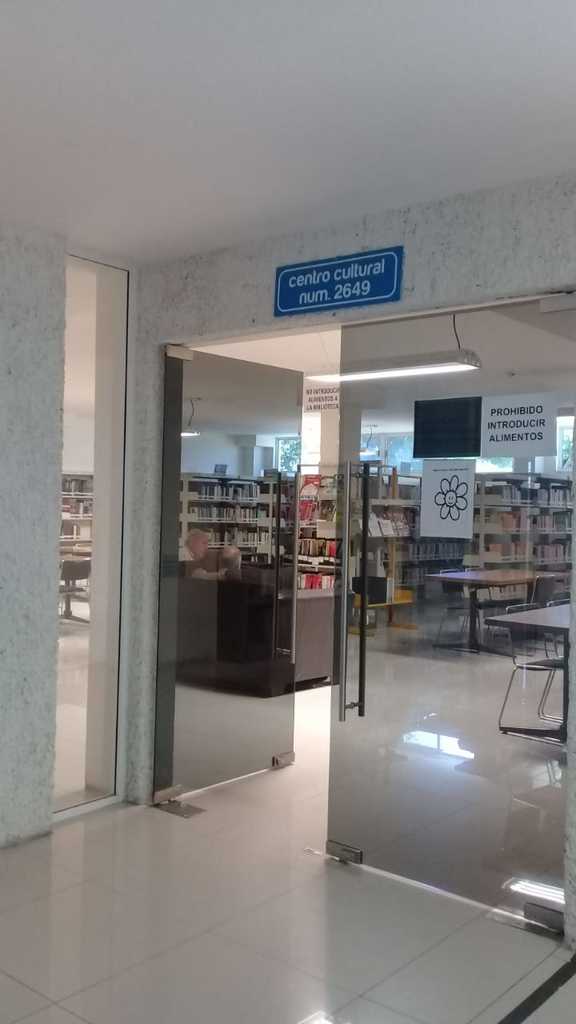 centro cultural
num. 2649
NO INTRODUCIR
ALIMENTOS A
LA BIBLIOTECA
PROHIBIDO
INTRODUCIR
ALIMENTOS